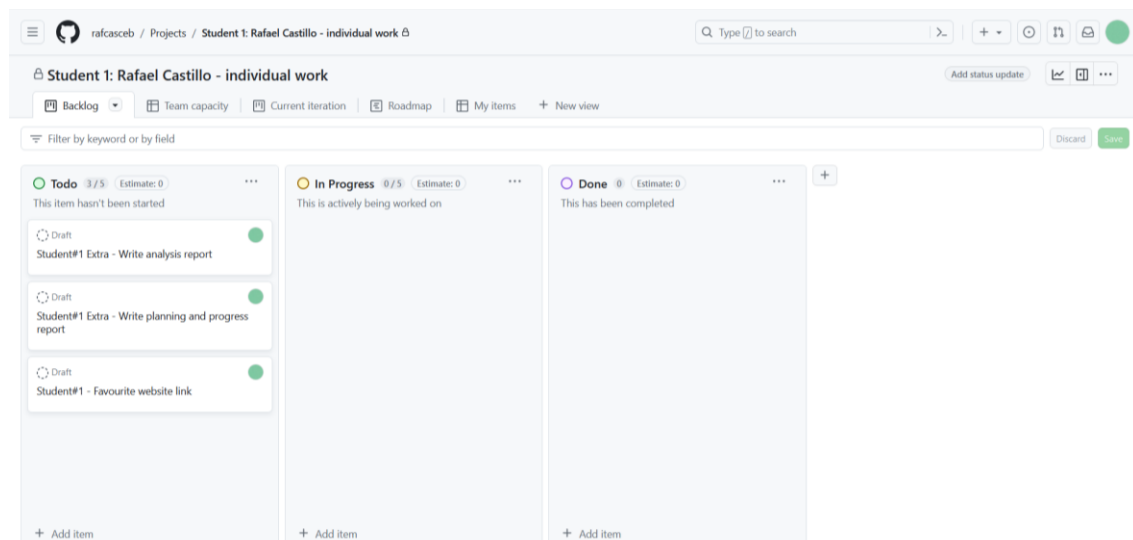 rafcasceb / Projects / Student 1: Rafael Castillo - individual work
Type / to search
Student 1: Rafael Castillo - individual work
Add status update
Backlog
Team capacity
Current iteration
Roadmap
My items
+ New view
Filter by keyword or by field
Discard
Save
Todo 3 / 5 Estimate: 0
This item hasn't been started
Draft
Student#1 Extra - Write analysis report
Draft
Student#1 Extra - Write planning and progress
report
Draft
Student#1 - Favourite website link
+ Add item
In Progress 0 / 5 Estimate: 0
This is actively being worked on
+ Add item
Done 0 Estimate: 0
This has been completed
+ Add item